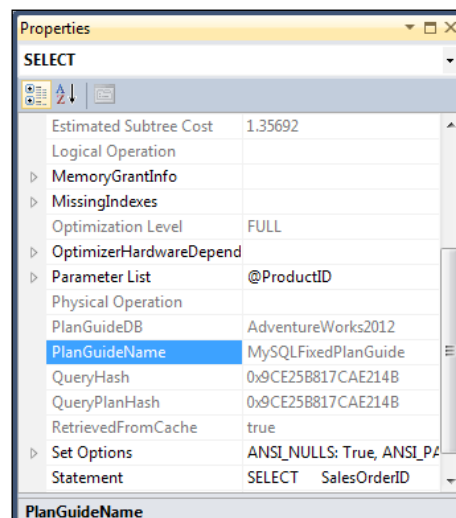 Properties
SELECT
Estimated Subtree Cost 1.35692
Logical Operation
MemoryGrantInfo
MissingIndexes
Optimization Level FULL
OptimizerHardwareDepend
Parameter List @ProductID
Physical Operation
PlanGuideDB AdventureWorks2012
PlanGuideName MySQLFixedPlanGuide
QueryHash 0x9CE25B817CAE214B
QueryPlanHash 0x9CE25B817CAE214B
RetrievedFromCache true
Set Options ANSI_NULLS: True, ANSI_PA
Statement SELECT SalesOrderID
PlanGuideName